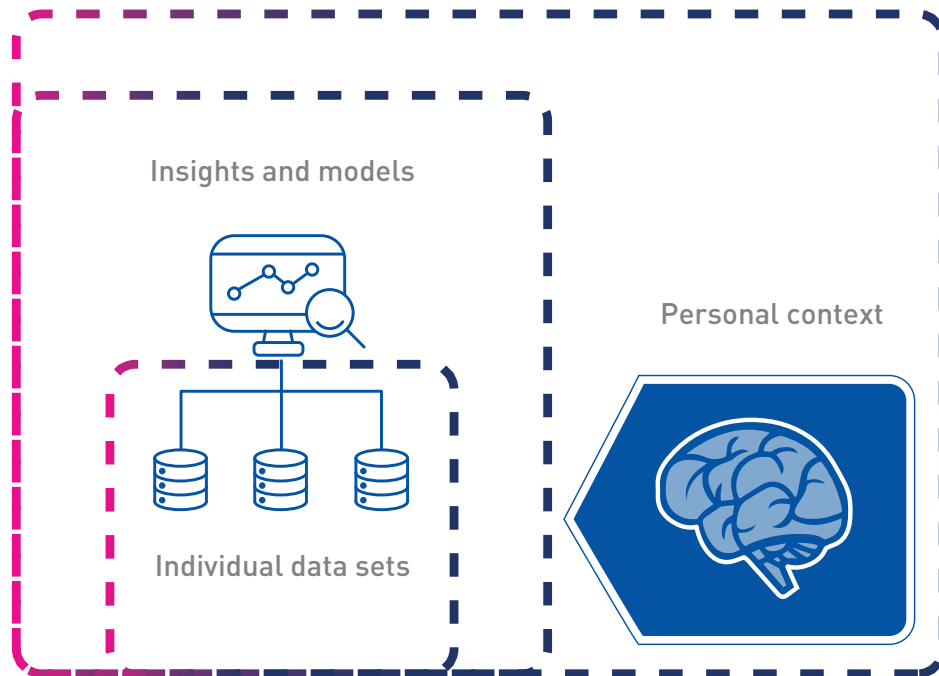 Insights and models
Personal context
Individual data sets